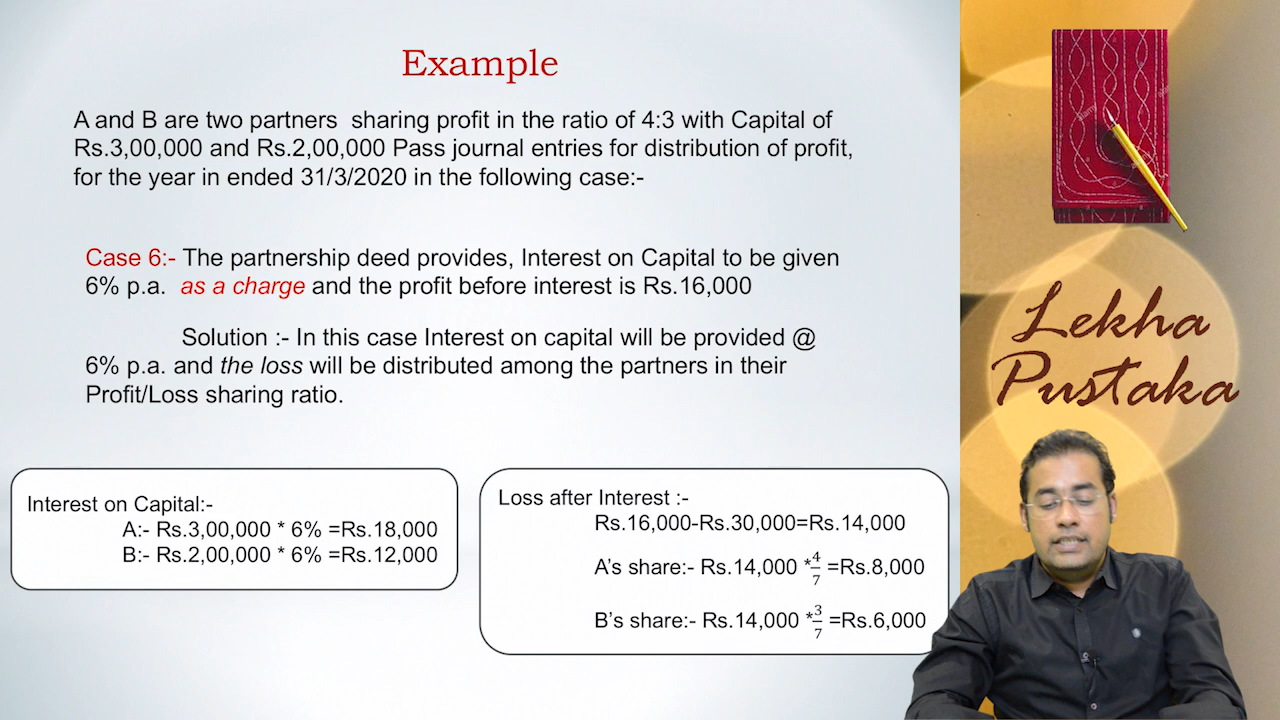 Example
A and B are two partners sharing profit in the ratio of 4:3 with Capital of
Rs.3,00,000 and Rs.2,00,000 Pass journal entries for distribution of profit,
for the year in ended 31/3/2020 in the following case:-
Case 6:- The partnership deed provides, Interest on Capital to be given
6% p.a. as a charge and the profit before interest is Rs.16,000
Solution :- In this case Interest on capital will be provided @
6% p.a. and the loss will be distributed among the partners in their
Profit/Loss sharing ratio.
Interest on Capital:-
A:- Rs.3,00,000 * 6% =Rs.18,000
B:- Rs.2,00,000 * 6% =Rs.12,000
Loss after Interest :-
Rs.16,000-Rs.30,000=Rs.14,000
A’s share:- Rs.14,000 *4/7 =Rs.8,000
B’s share:- Rs.14,000 *3/7 =Rs.6,000
Lekha
Pustaka